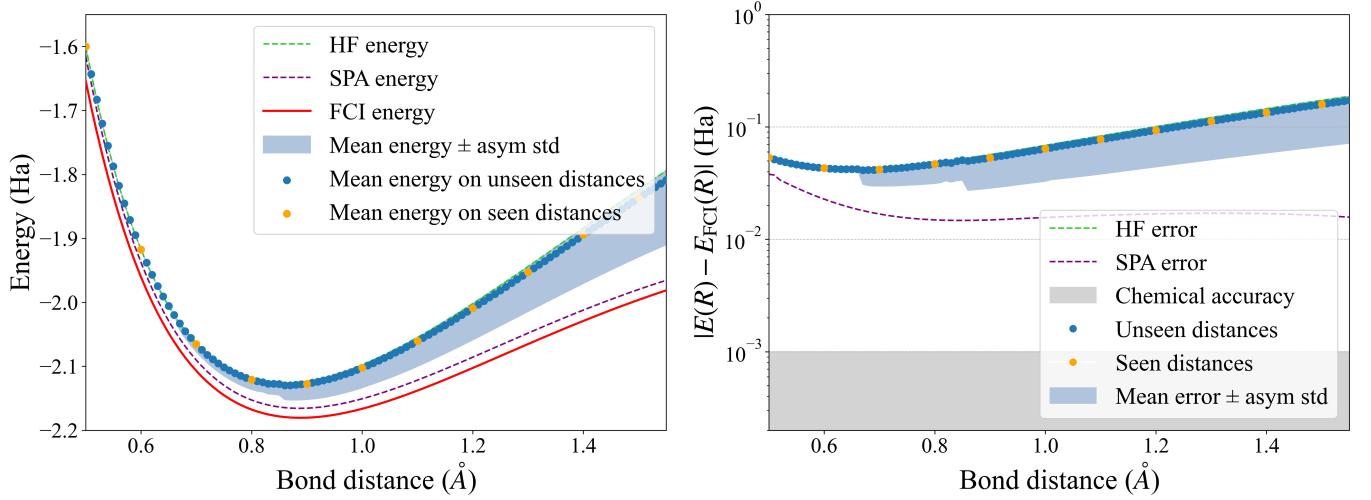 −1.6
−1.7
−1.8
−1.9
−2.0
−2.1
−2.2
Energy (Ha)
HF energy
SPA energy
FCI energy
Mean energy ± asym std
Mean energy on unseen distances
Mean energy on seen distances
0.6 0.8 1.0 1.2 1.4
Bond distance (Å)
10⁰
10⁻¹
10⁻²
10⁻³
|E(R) − E_FCI(R)| (Ha)
HF error
SPA error
Chemical accuracy
Unseen distances
Seen distances
Mean error ± asym std
0.6 0.8 1.0 1.2 1.4
Bond distance (Å)